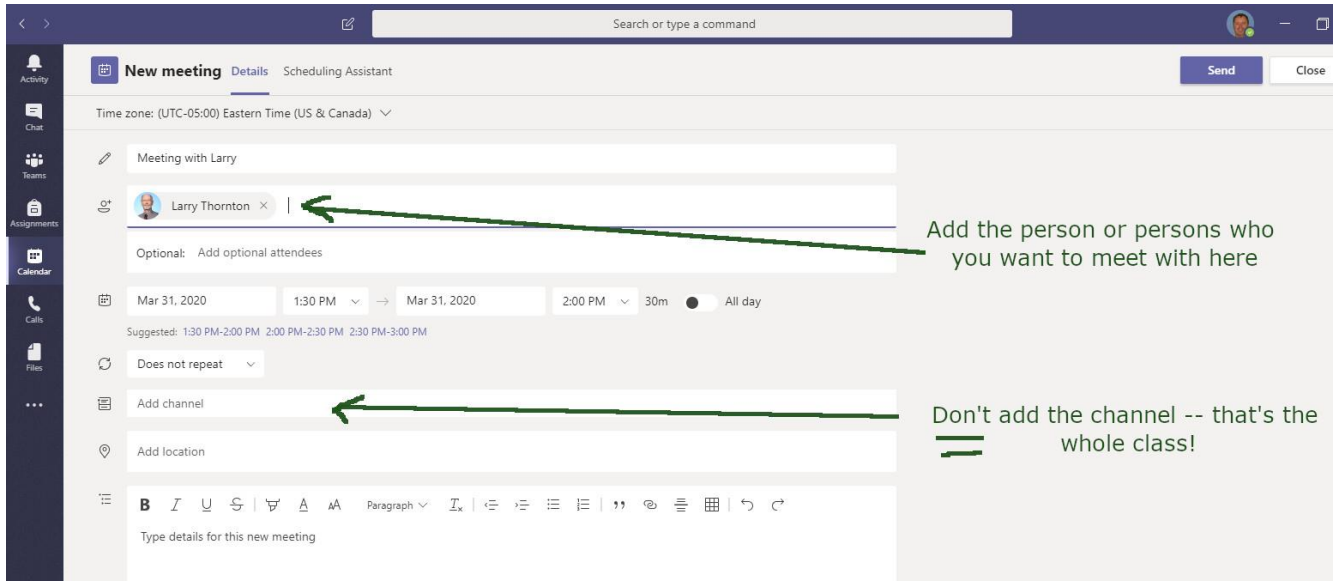 Search or type a command
Activity
Chat
Teams
Assignments
Calendar
Calls
Files
New meeting Details Scheduling Assistant
Send Close
Time zone: (UTC-05:00) Eastern Time (US & Canada)
Meeting with Larry
Larry Thornton ×
Optional: Add optional attendees
Add the person or persons who
you want to meet with here
Mar 31, 2020 1:30 PM → Mar 31, 2020 2:00 PM 30m All day
Suggested: 1:30 PM-2:00 PM 2:00 PM-2:30 PM 2:30 PM-3:00 PM
Does not repeat
Add channel
Don't add the channel -- that's the
whole class!
Add location
B I U S A AA Paragraph Ix
Type details for this new meeting